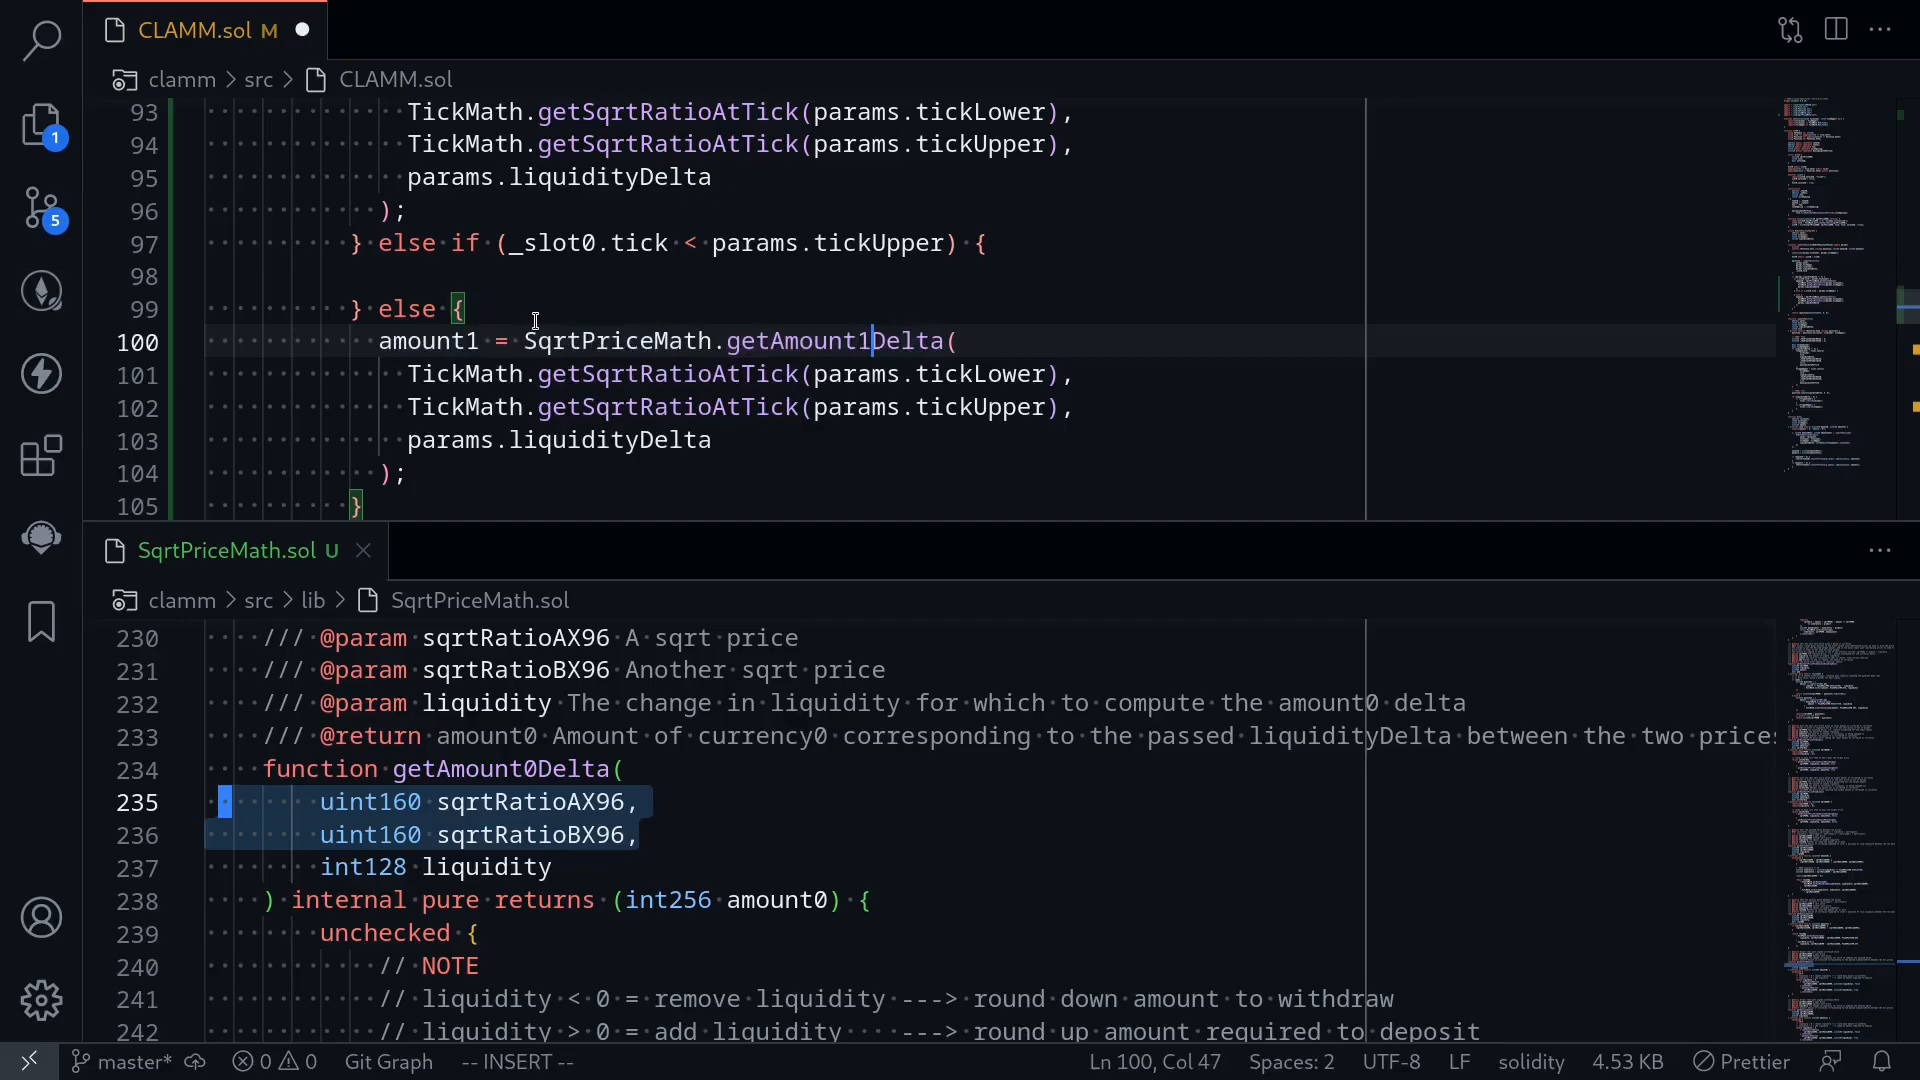 CLAMM.sol M
clamm > src > CLAMM.sol
93 TickMath.getSqrtRatioAtTick(params.tickLower),
94 TickMath.getSqrtRatioAtTick(params.tickUpper),
95 params.liquidityDelta
96 );
97 } else if (_slot0.tick < params.tickUpper) {
98
99 } else {
100 amount1 = SqrtPriceMath.getAmount1Delta(
101 TickMath.getSqrtRatioAtTick(params.tickLower),
102 TickMath.getSqrtRatioAtTick(params.tickUpper),
103 params.liquidityDelta
104 );
105 }
1
5
SqrtPriceMath.sol U
clamm > src > lib > SqrtPriceMath.sol
230 /// @param sqrtRatioAX96 A sqrt price
231 /// @param sqrtRatioBX96 Another sqrt price
232 /// @param liquidity The change in liquidity for which to compute the amount0 delta
233 /// @return amount0 Amount of currency0 corresponding to the passed liquidityDelta between the two prices
234 function getAmount0Delta(
235 uint160 sqrtRatioAX96,
236 uint160 sqrtRatioBX96,
237 int128 liquidity
238 ) internal pure returns (int256 amount0) {
239 unchecked {
240 // NOTE
241 // liquidity < 0 = remove liquidity ---> round down amount to withdraw
242 // liquidity > 0 = add liquidity ---> round up amount required to deposit
master* 0 0 Git Graph -- INSERT -- Ln 100, Col 47 Spaces: 2 UTF-8 LF solidity 4.53 KB Prettier